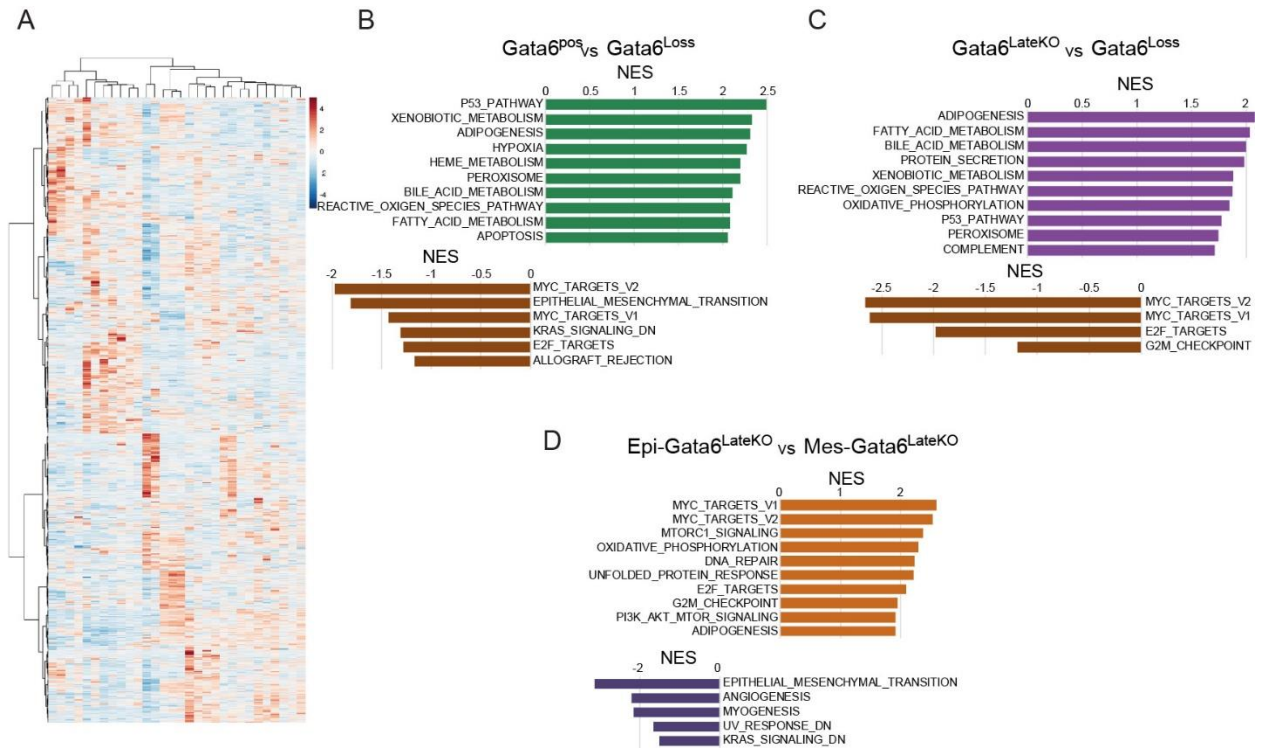 A
4
2
0
-2
-4
B
Gata6pos vs Gata6Loss
NES
0 0.5 1 1.5 2 2.5
P53_PATHWAY
XENOBIOTIC_METABOLISM
ADIPOGENESIS
HYPOXIA
HEME_METABOLISM
PEROXISOME
BILE_ACID_METABOLISM
REACTIVE_OXIGEN_SPECIES_PATHWAY
FATTY_ACID_METABOLISM
APOPTOSIS
NES
-2 -1.5 -1 -0.5 0
MYC_TARGETS_V2
EPITHELIAL_MESENCHYMAL_TRANSITION
MYC_TARGETS_V1
KRAS_SIGNALING_DN
E2F_TARGETS
ALLOGRAFT_REJECTION
C
Gata6LateKO vs Gata6Loss
NES
0 0.5 1 1.5 2
ADIPOGENESIS
FATTY_ACID_METABOLISM
BILE_ACID_METABOLISM
PROTEIN_SECRETION
XENOBIOTIC_METABOLISM
REACTIVE_OXIGEN_SPECIES_PATHWAY
OXIDATIVE_PHOSPHORYLATION
P53_PATHWAY
PEROXISOME
COMPLEMENT
NES
-2.5 -2 -1.5 -1 -0.5 0
MYC_TARGETS_V2
MYC_TARGETS_V1
E2F_TARGETS
G2M_CHECKPOINT
D
Epi-Gata6LateKO vs Mes-Gata6LateKO
NES
0 1 2
MYC_TARGETS_V1
MYC_TARGETS_V2
MTORC1_SIGNALING
OXIDATIVE_PHOSPHORYLATION
DNA_REPAIR
UNFOLDED_PROTEIN_RESPONSE
E2F_TARGETS
G2M_CHECKPOINT
PI3K_AKT_MTOR_SIGNALING
ADIPOGENESIS
NES
-2 0
EPITHELIAL_MESENCHYMAL_TRANSITION
ANGIOGENESIS
MYOGENESIS
UV_RESPONSE_DN
KRAS_SIGNALING_DN